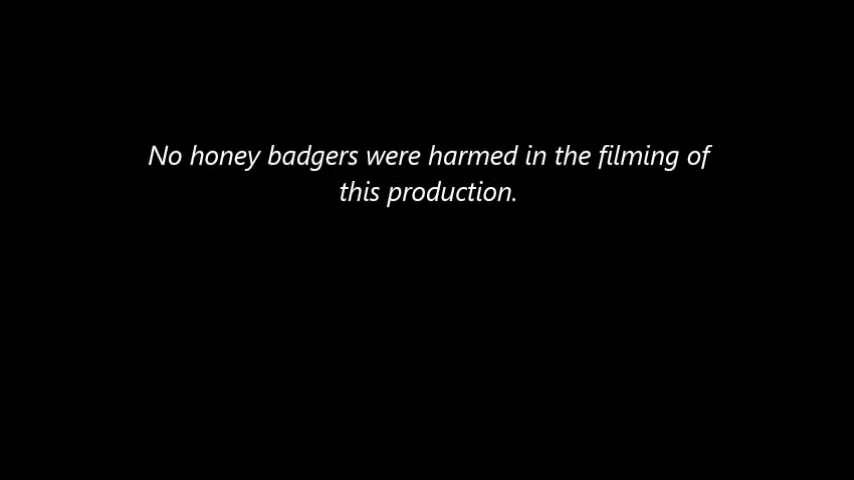 No honey badgers were harmed in the filming of
this production.